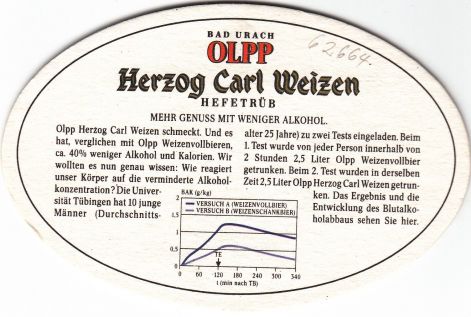 BAD URACH
OLPP
62664.
Herzog Carl Weizen
HEFETRÜB
MEHR GENUSS MIT WENIGER ALKOHOL.
Olpp Herzog Carl Weizen schmeckt. Und es
hat, verglichen mit Olpp Weizenvollbieren,
ca. 40% weniger Alkohol und Kalorien. Wir
wollten es nun genau wissen: Wie reagiert
unser Körper auf die verminderte Alkohol-
konzentration? Die Univer-
sität Tübingen hat 10 junge
Männer (Durchschnitts-
alter 25 Jahre) zu zwei Tests eingeladen. Beim
1. Test wurde von jeder Person innerhalb von
2 Stunden 2,5 Liter Olpp Weizenvollbier
getrunken. Beim 2. Test wurden in derselben
Zeit 2,5 Liter Olpp Herzog Carl Weizen getrun-
ken. Das Ergebnis und die
Entwicklung des Blutalko-
holabbaus sehen Sie hier.
BAK (g/kg)
2
VERSUCH A (WEIZENVOLLBIER)
VERSUCH B (WEIZENSCHANKBIER)
1,5
1
0,5
TE
0
0 60 120 180 240 300 340
t (min nach TB)